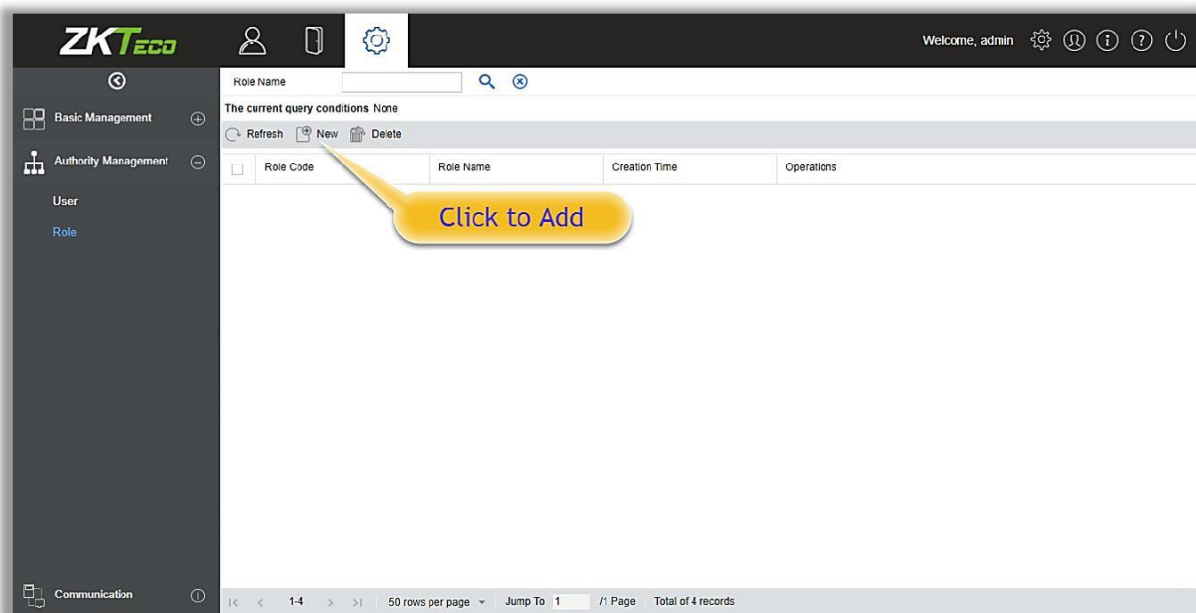 ZKTECO
Welcome, admin
Role Name
Basic Management
The current query conditions None
Refresh New Delete
Authority Management
Role Code Role Name Creation Time Operations
User
Click to Add
Role
Communication
1-4 50 rows per page Jump To 1 /1 Page Total of 4 records